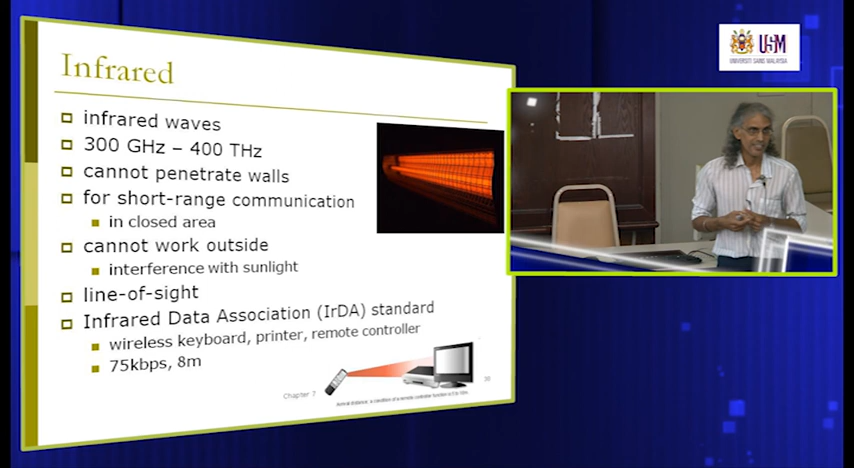 Infrared
infrared waves
300 GHz – 400 THz
cannot penetrate walls
for short-range communication
in closed area
cannot work outside
interference with sunlight
line-of-sight
Infrared Data Association (IrDA) standard
wireless keyboard, printer, remote controller
75kbps, 8m
Chapter 7
USM
UNIVERSITI SAINS MALAYSIA